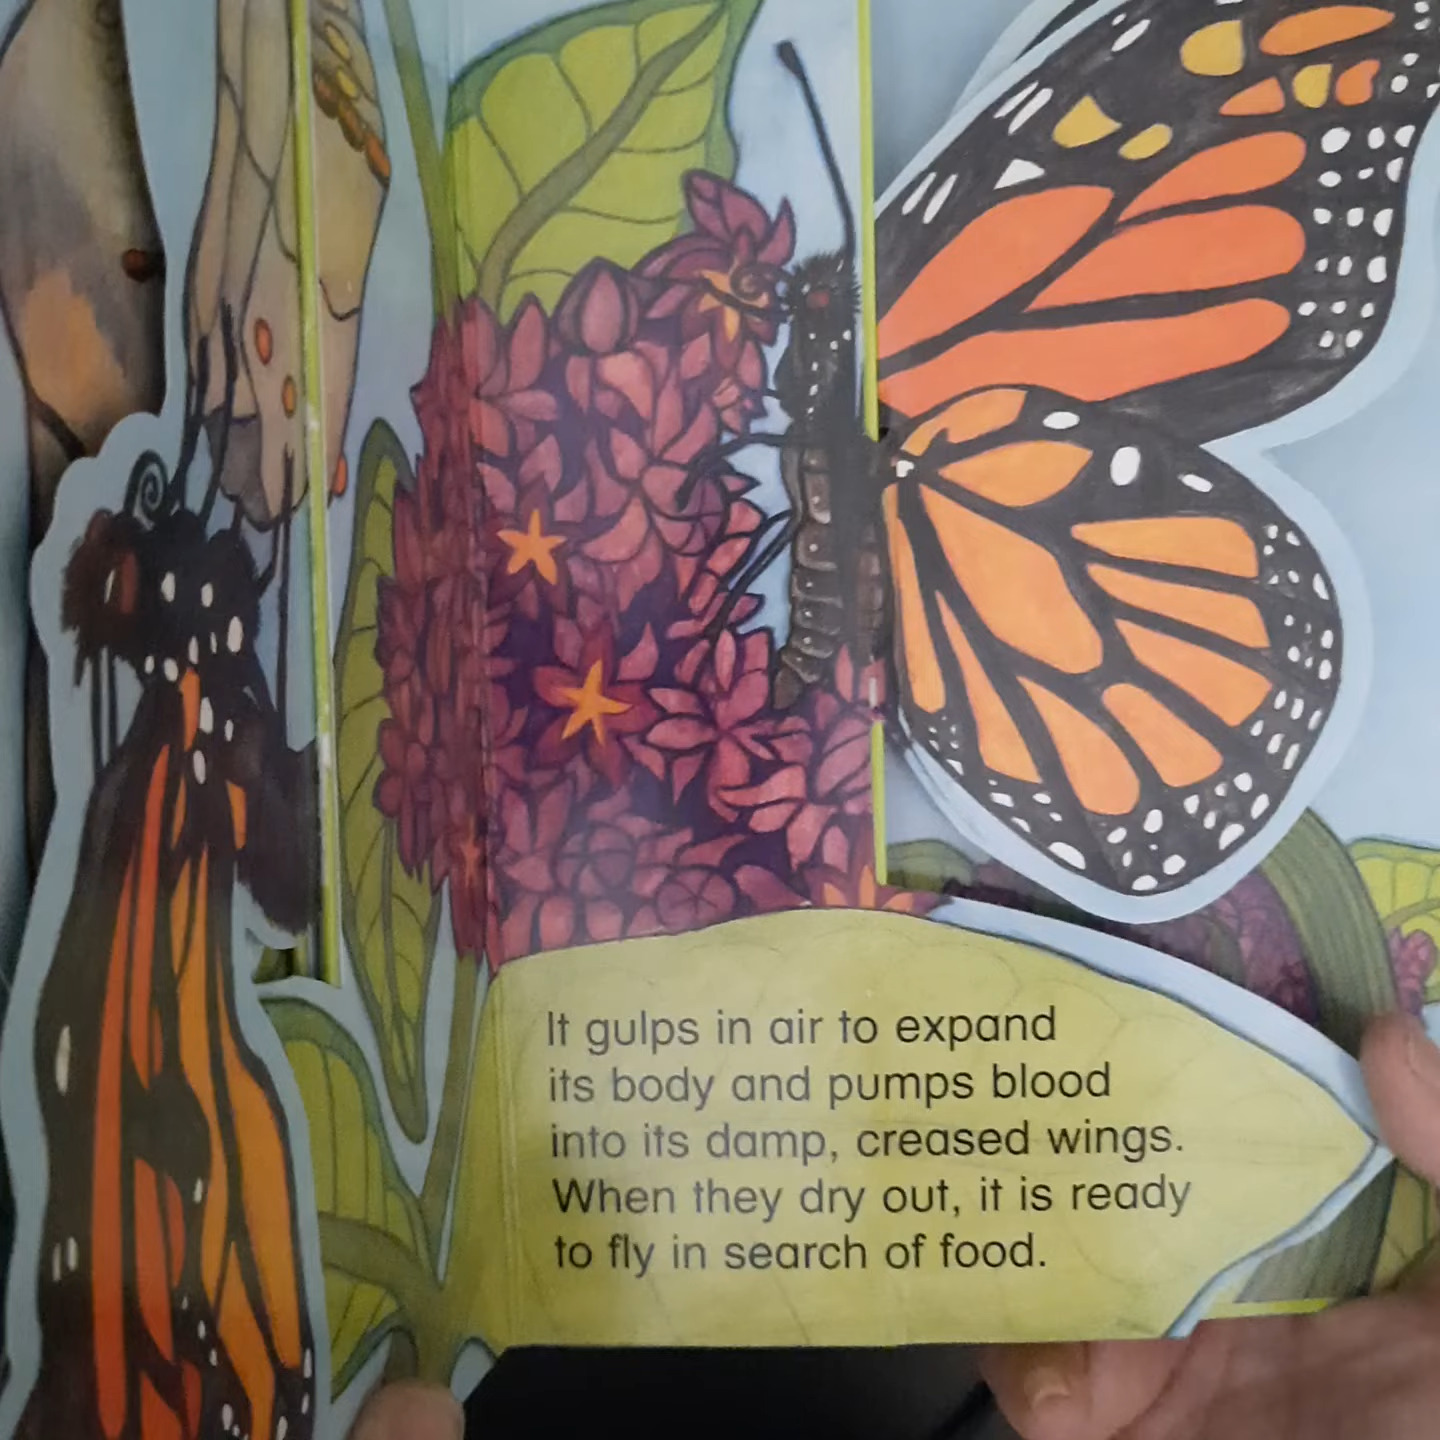 It gulps in air to expand
its body and pumps blood
into its damp, creased wings.
When they dry out, it is ready
to fly in search of food.